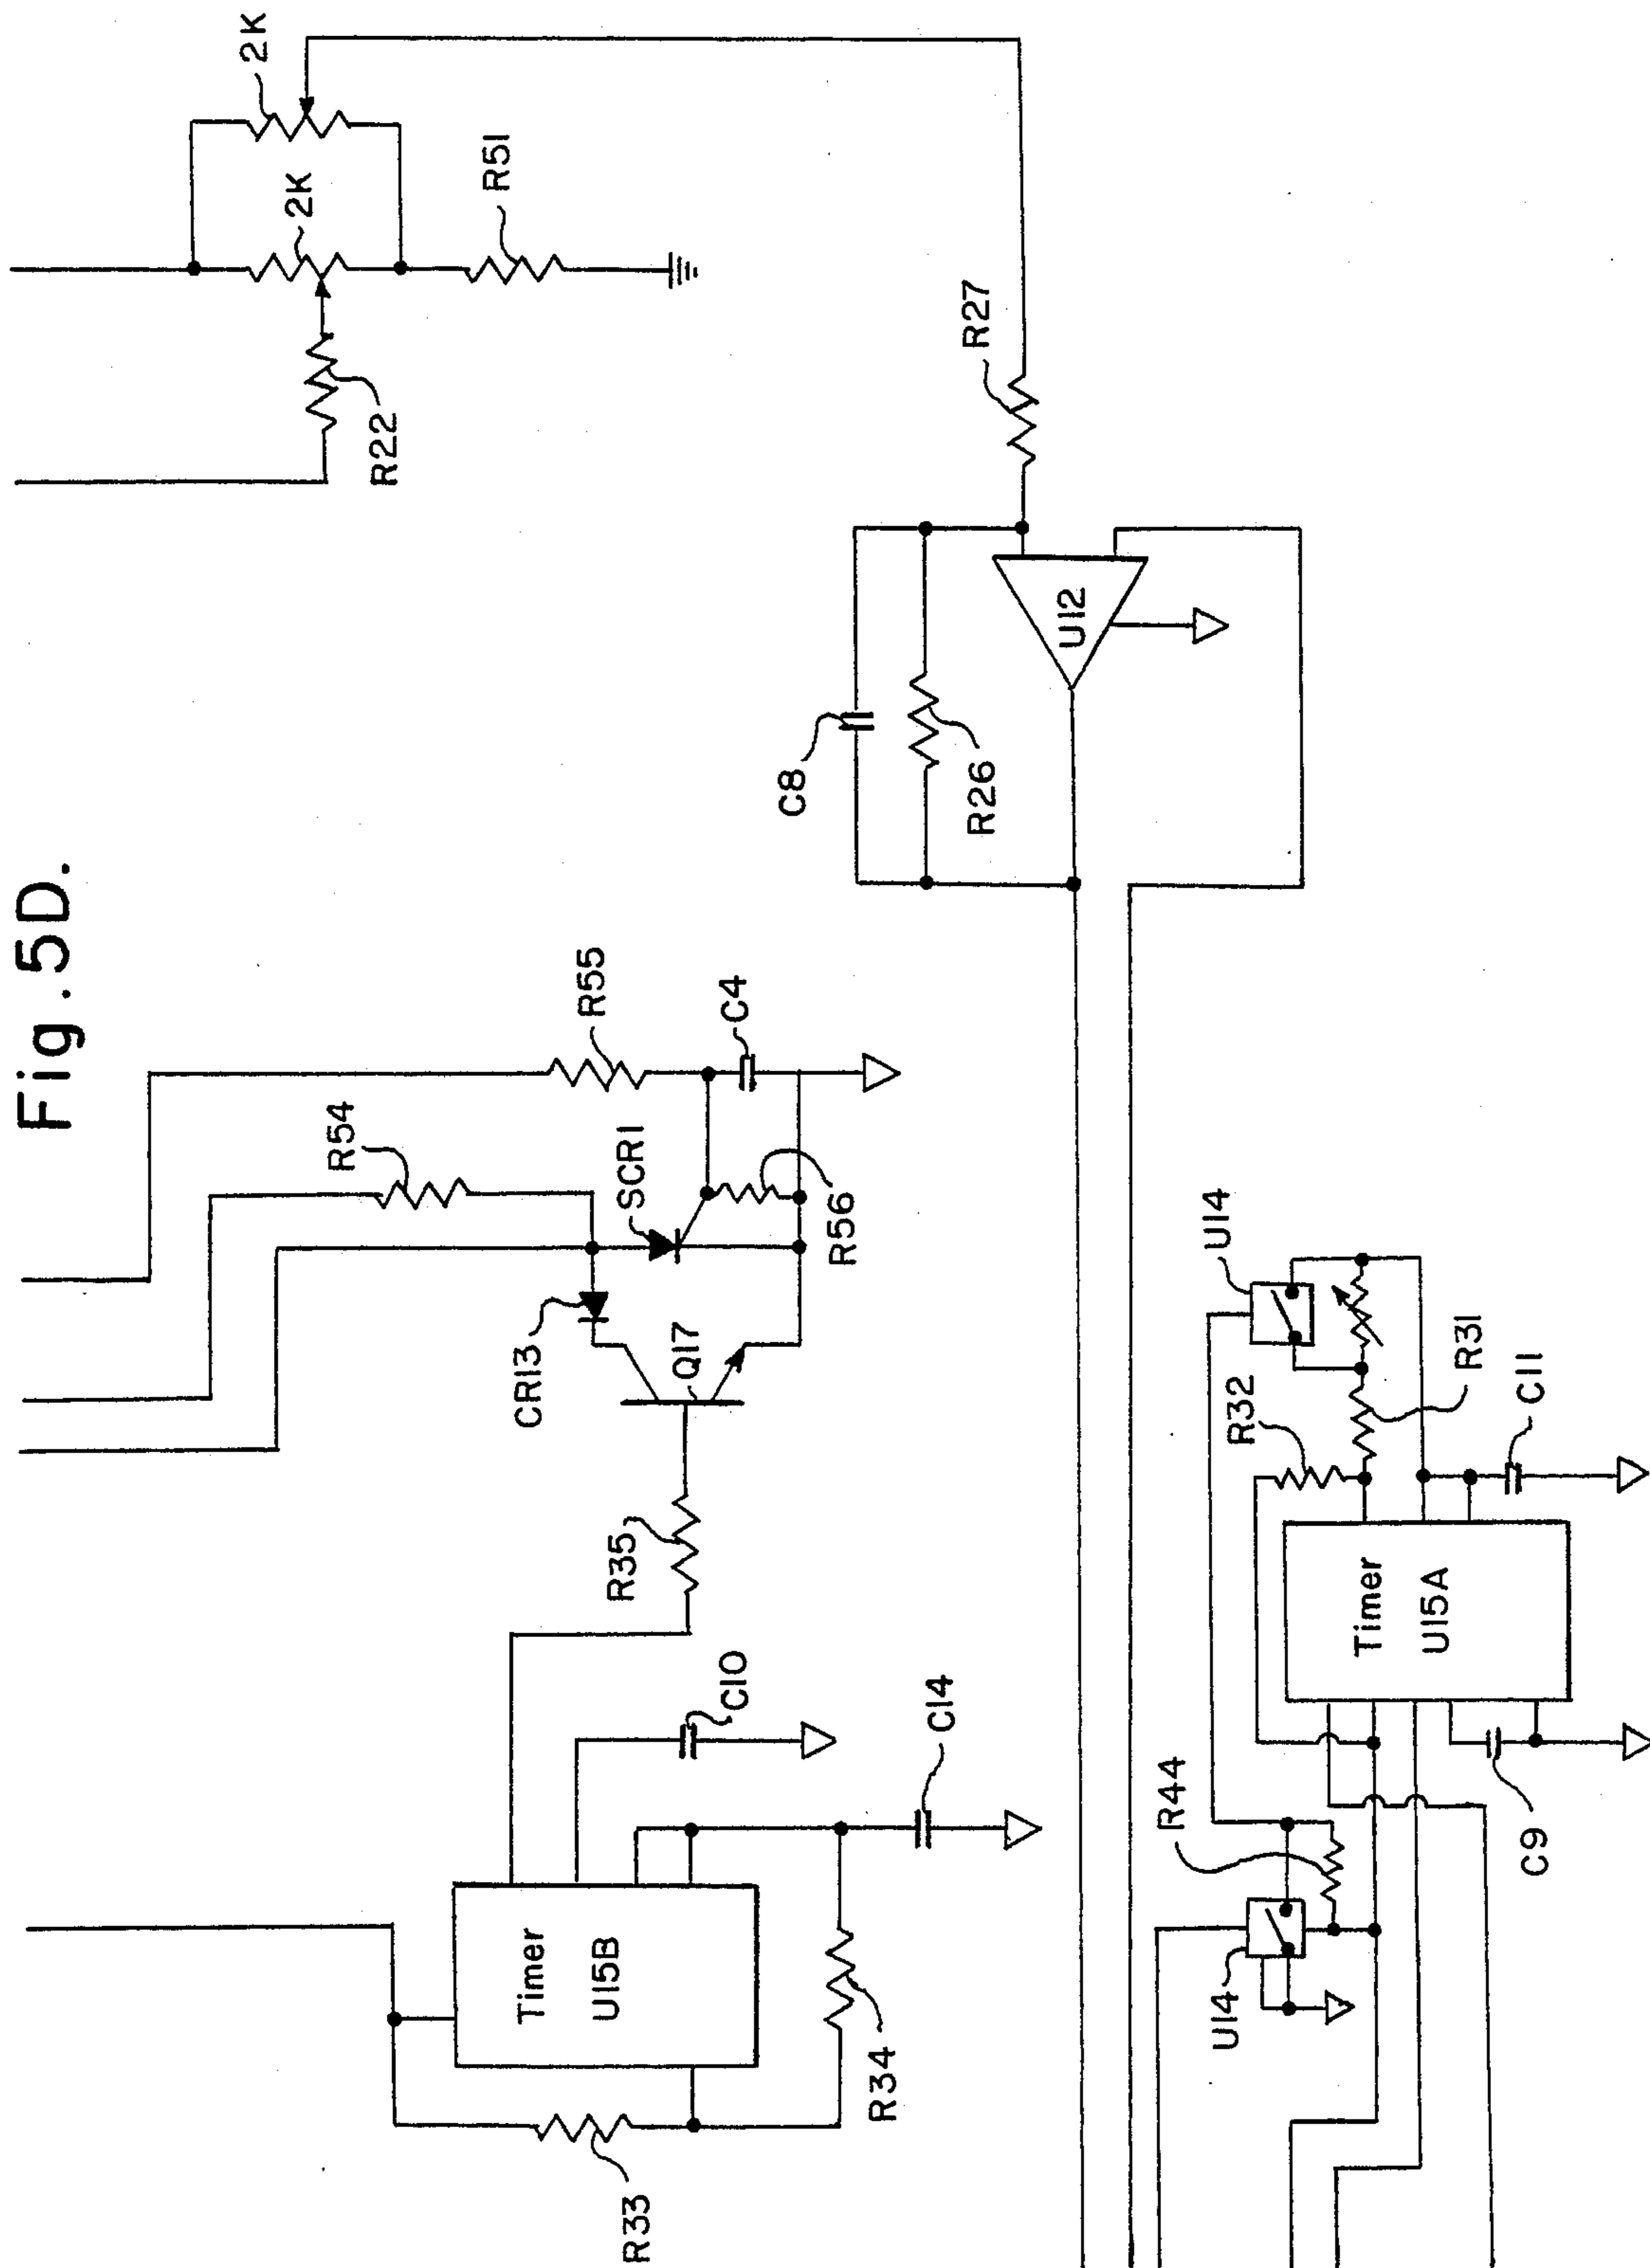 Fig. 5D.
2K
2K
R51
R22
R27
C8
R26
U12
R55
C4
R54
SCR1
R56
CR13
Q17
R35
C10
C14
Timer
U15B
R34
R33
U14
R31
R32
C11
Timer
U15A
R44
C9
U14